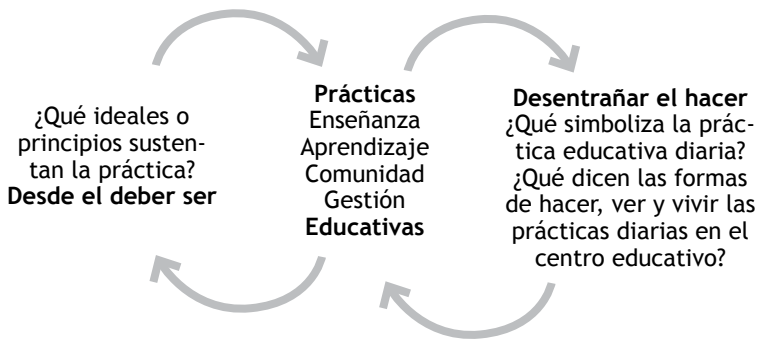 ¿Qué ideales o
principios susten-
tan la práctica?
Desde el deber ser
Prácticas
Enseñanza
Aprendizaje
Comunidad
Gestión
Educativas
Desentrañar el hacer
¿Qué simboliza la prác-
tica educativa diaria?
¿Qué dicen las formas
de hacer, ver y vivir las
prácticas diarias en el
centro educativo?